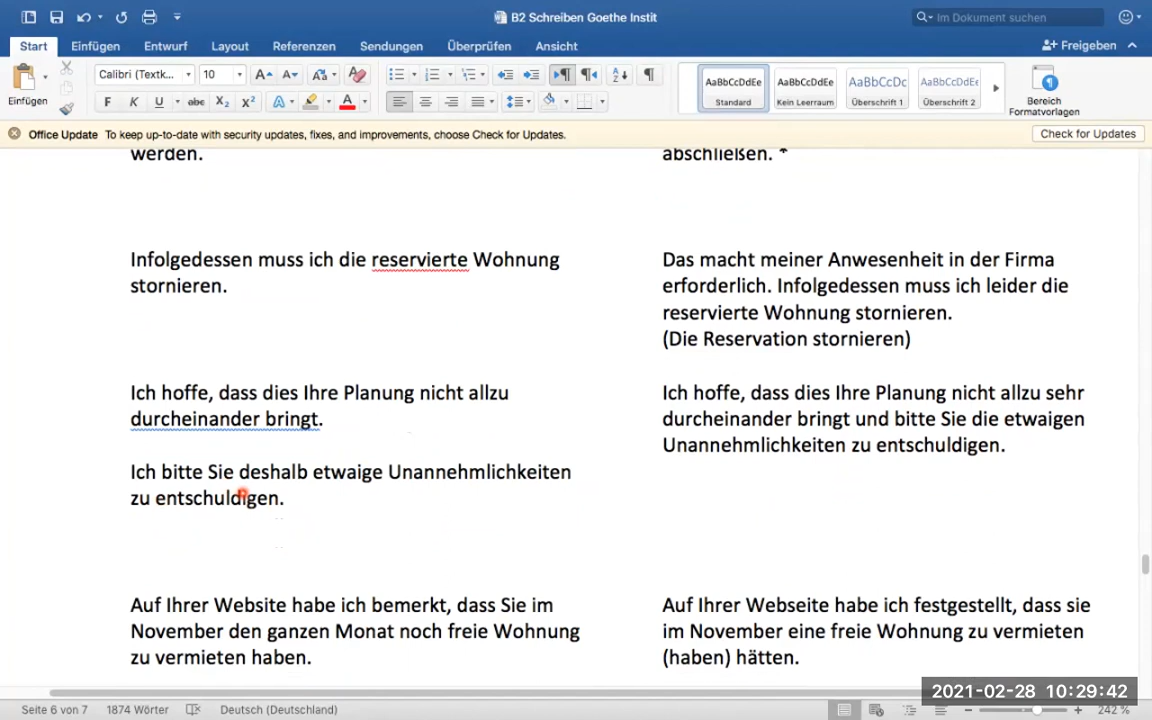 B2 Schreiben Goethe Instit
Im Dokument suchen
Start Einfügen Entwurf Layout Referenzen Sendungen Überprüfen Ansicht
Freigeben
Einfügen
Calibri (Textk... 10
F K U abc X₂ X²
AaBbCcDdEe AaBbCcDdEe AaBbCcDc AaBbCcDdEe
Standard Kein Leerraum Überschrift 1 Überschrift 2
Bereich
Formatvorlagen
Office Update To keep up-to-date with security updates, fixes, and improvements, choose Check for Updates.
Check for Updates
werden.
Infolgedessen muss ich die reservierte Wohnung
stornieren.
Ich hoffe, dass dies Ihre Planung nicht allzu
durcheinander bringt.
Ich bitte Sie deshalb etwaige Unannehmlichkeiten
zu entschuldigen.
Auf Ihrer Website habe ich bemerkt, dass Sie im
November den ganzen Monat noch freie Wohnung
zu vermieten haben.
abschließen. *
Das macht meiner Anwesenheit in der Firma
erforderlich. Infolgedessen muss ich leider die
reservierte Wohnung stornieren.
(Die Reservation stornieren)
Ich hoffe, dass dies Ihre Planung nicht allzu sehr
durcheinander bringt und bitte Sie die etwaigen
Unannehmlichkeiten zu entschuldigen.
Auf Ihrer Webseite habe ich festgestellt, dass sie
im November eine freie Wohnung zu vermieten
(haben) hätten.
2021-02-28 10:29:42
Seite 6 von 7 1874 Wörter Deutsch (Deutschland) 242 %